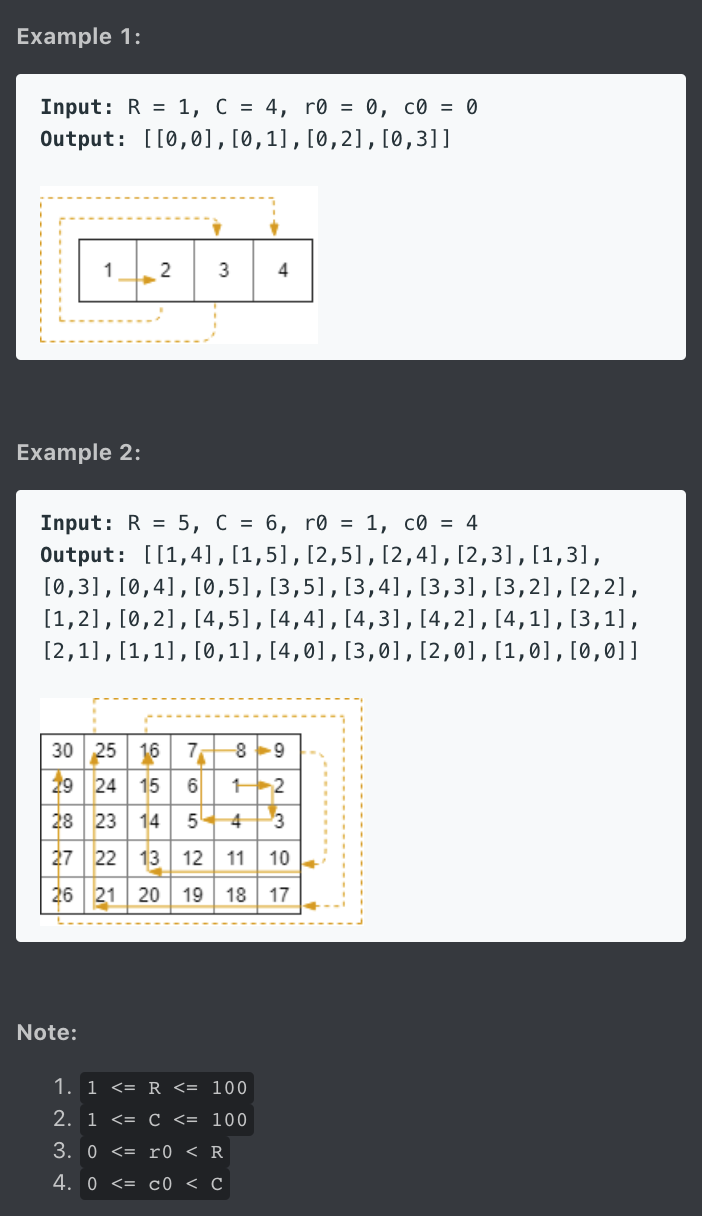 Example 1:
Input: R = 1, C = 4, r0 = 0, c0 = 0
Output: [[0,0],[0,1],[0,2],[0,3]]
1 2 3 4
Example 2:
Input: R = 5, C = 6, r0 = 1, c0 = 4
Output: [[1,4],[1,5],[2,5],[2,4],[2,3],[1,3],
[0,3],[0,4],[0,5],[3,5],[3,4],[3,3],[3,2],[2,2],
[1,2],[0,2],[4,5],[4,4],[4,3],[4,2],[4,1],[3,1],
[2,1],[1,1],[0,1],[4,0],[3,0],[2,0],[1,0],[0,0]]
30 25 16 7 8 9
29 24 15 6 1 2
28 23 14 5 4 3
27 22 13 12 11 10
26 21 20 19 18 17
Note:
1. 1 <= R <= 100
2. 1 <= C <= 100
3. 0 <= r0 < R
4. 0 <= c0 < C